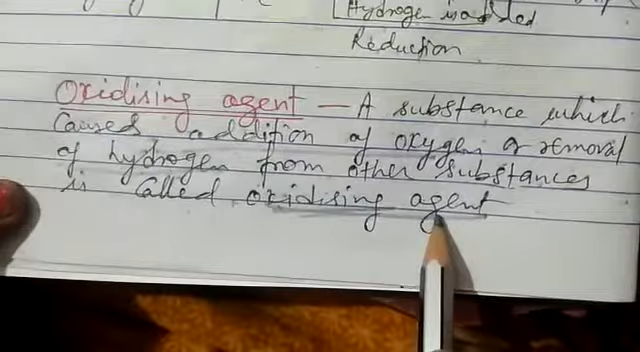 Hydrogen is added
Reduction
Oxidising agent — A substance which
causes addition of oxygen or removal
of hydrogen from other substances
is called oxidising agent